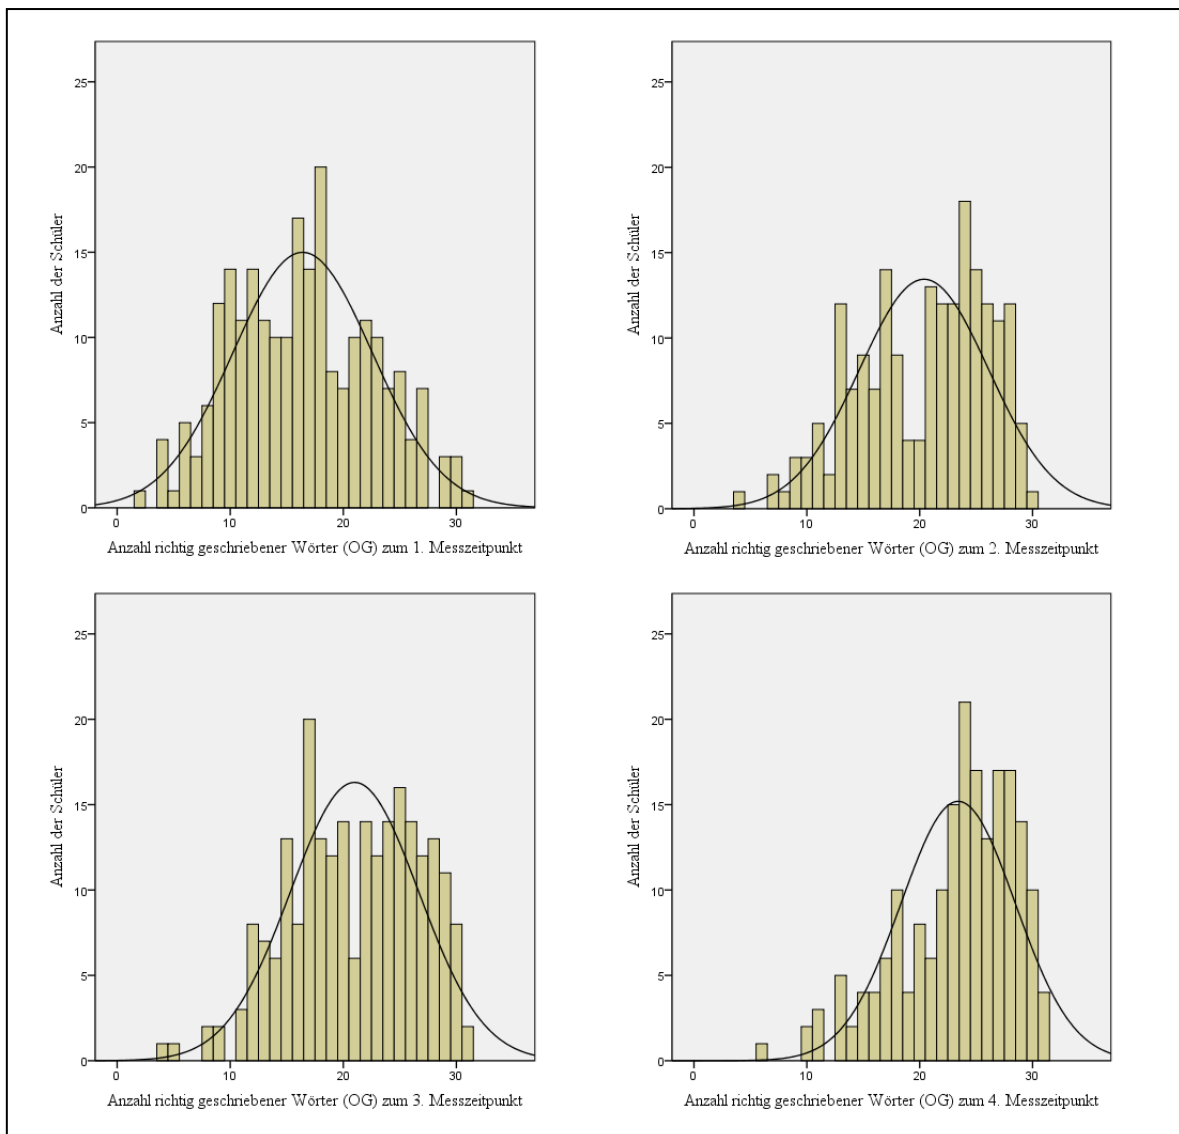 25
20
15
10
5
0
Anzahl der Schüler
0 10 20 30
Anzahl richtig geschriebener Wörter (OG) zum 1. Messzeitpunkt
25
20
15
10
5
0
Anzahl der Schüler
0 10 20 30
Anzahl richtig geschriebener Wörter (OG) zum 2. Messzeitpunkt
25
20
15
10
5
0
Anzahl der Schüler
0 10 20 30
Anzahl richtig geschriebener Wörter (OG) zum 3. Messzeitpunkt
25
20
15
10
5
0
Anzahl der Schüler
0 10 20 30
Anzahl richtig geschriebener Wörter (OG) zum 4. Messzeitpunkt